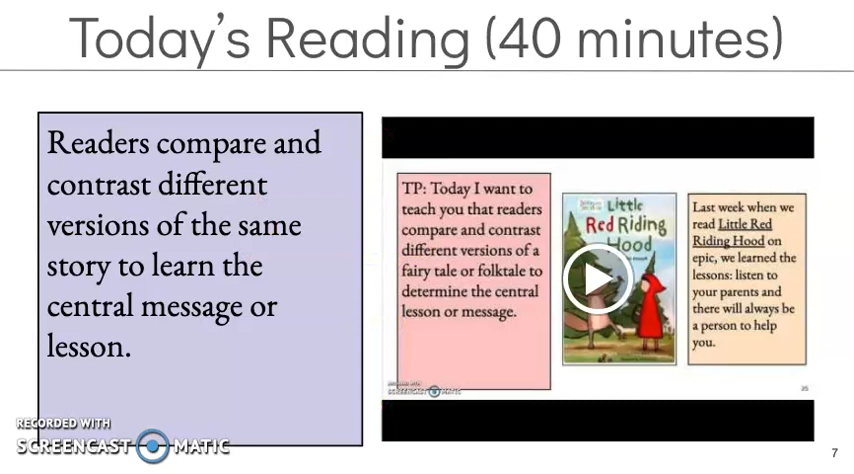 Today's Reading (40 minutes)
Readers compare and
contrast different
versions of the same
story to learn the
central message or
lesson.
TP: Today I want to
teach you that readers
compare and contrast
different versions of a
fairy tale or folktale to
determine the central
lesson or message.
Little
Red Riding
Hood
Last week when we
read Little Red
Riding Hood on
epic, we learned the
lessons: listen to
your parents and
there will always be
a person to help
you.
SCREENCAST MATIC
RECORDED WITH
SCREENCAST MATIC
7